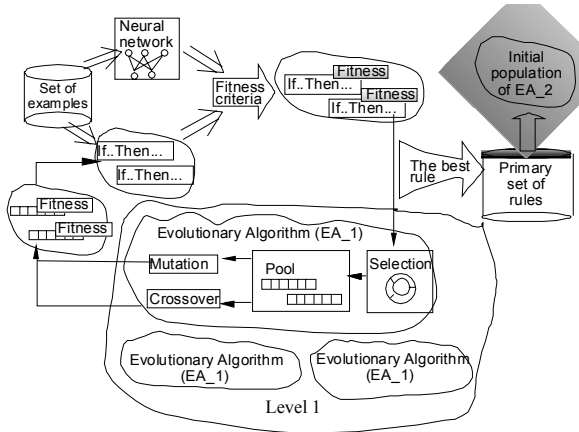 Neural
network
Set of
examples
If..Then...
If..Then...
Fitness
criteria
Fitness
If..Then...
Fitness
If..Then...
Initial
population
of EA_2
The best
rule
Primary
set of
rules
Fitness
Fitness
Evolutionary Algorithm (EA_1)
Mutation
Crossover
Pool
Selection
Evolutionary Algorithm
(EA_1)
Evolutionary Algorithm
(EA_1)
Level 1